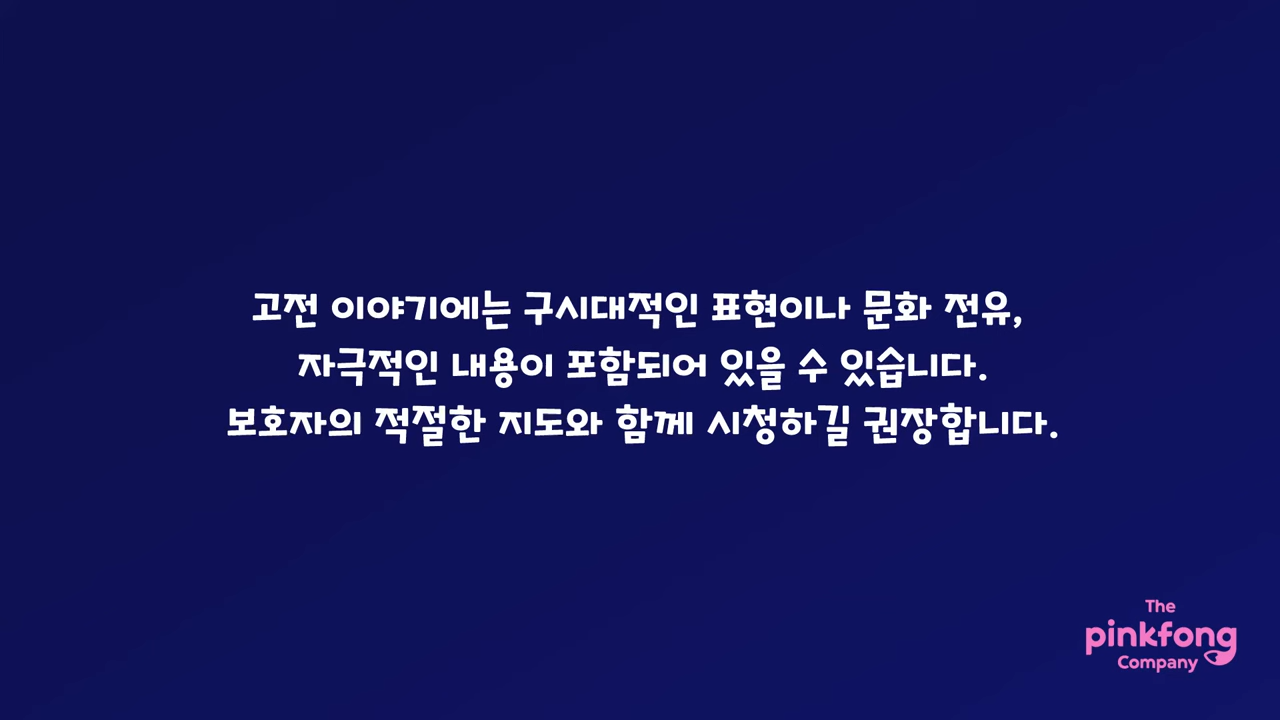 고전 이야기에는 구시대적인 표현이나 문화 전유,
자극적인 내용이 포함되어 있을 수 있습니다.
보호자의 적절한 지도와 함께 시청하길 권장합니다.
The
pinkfong
Company